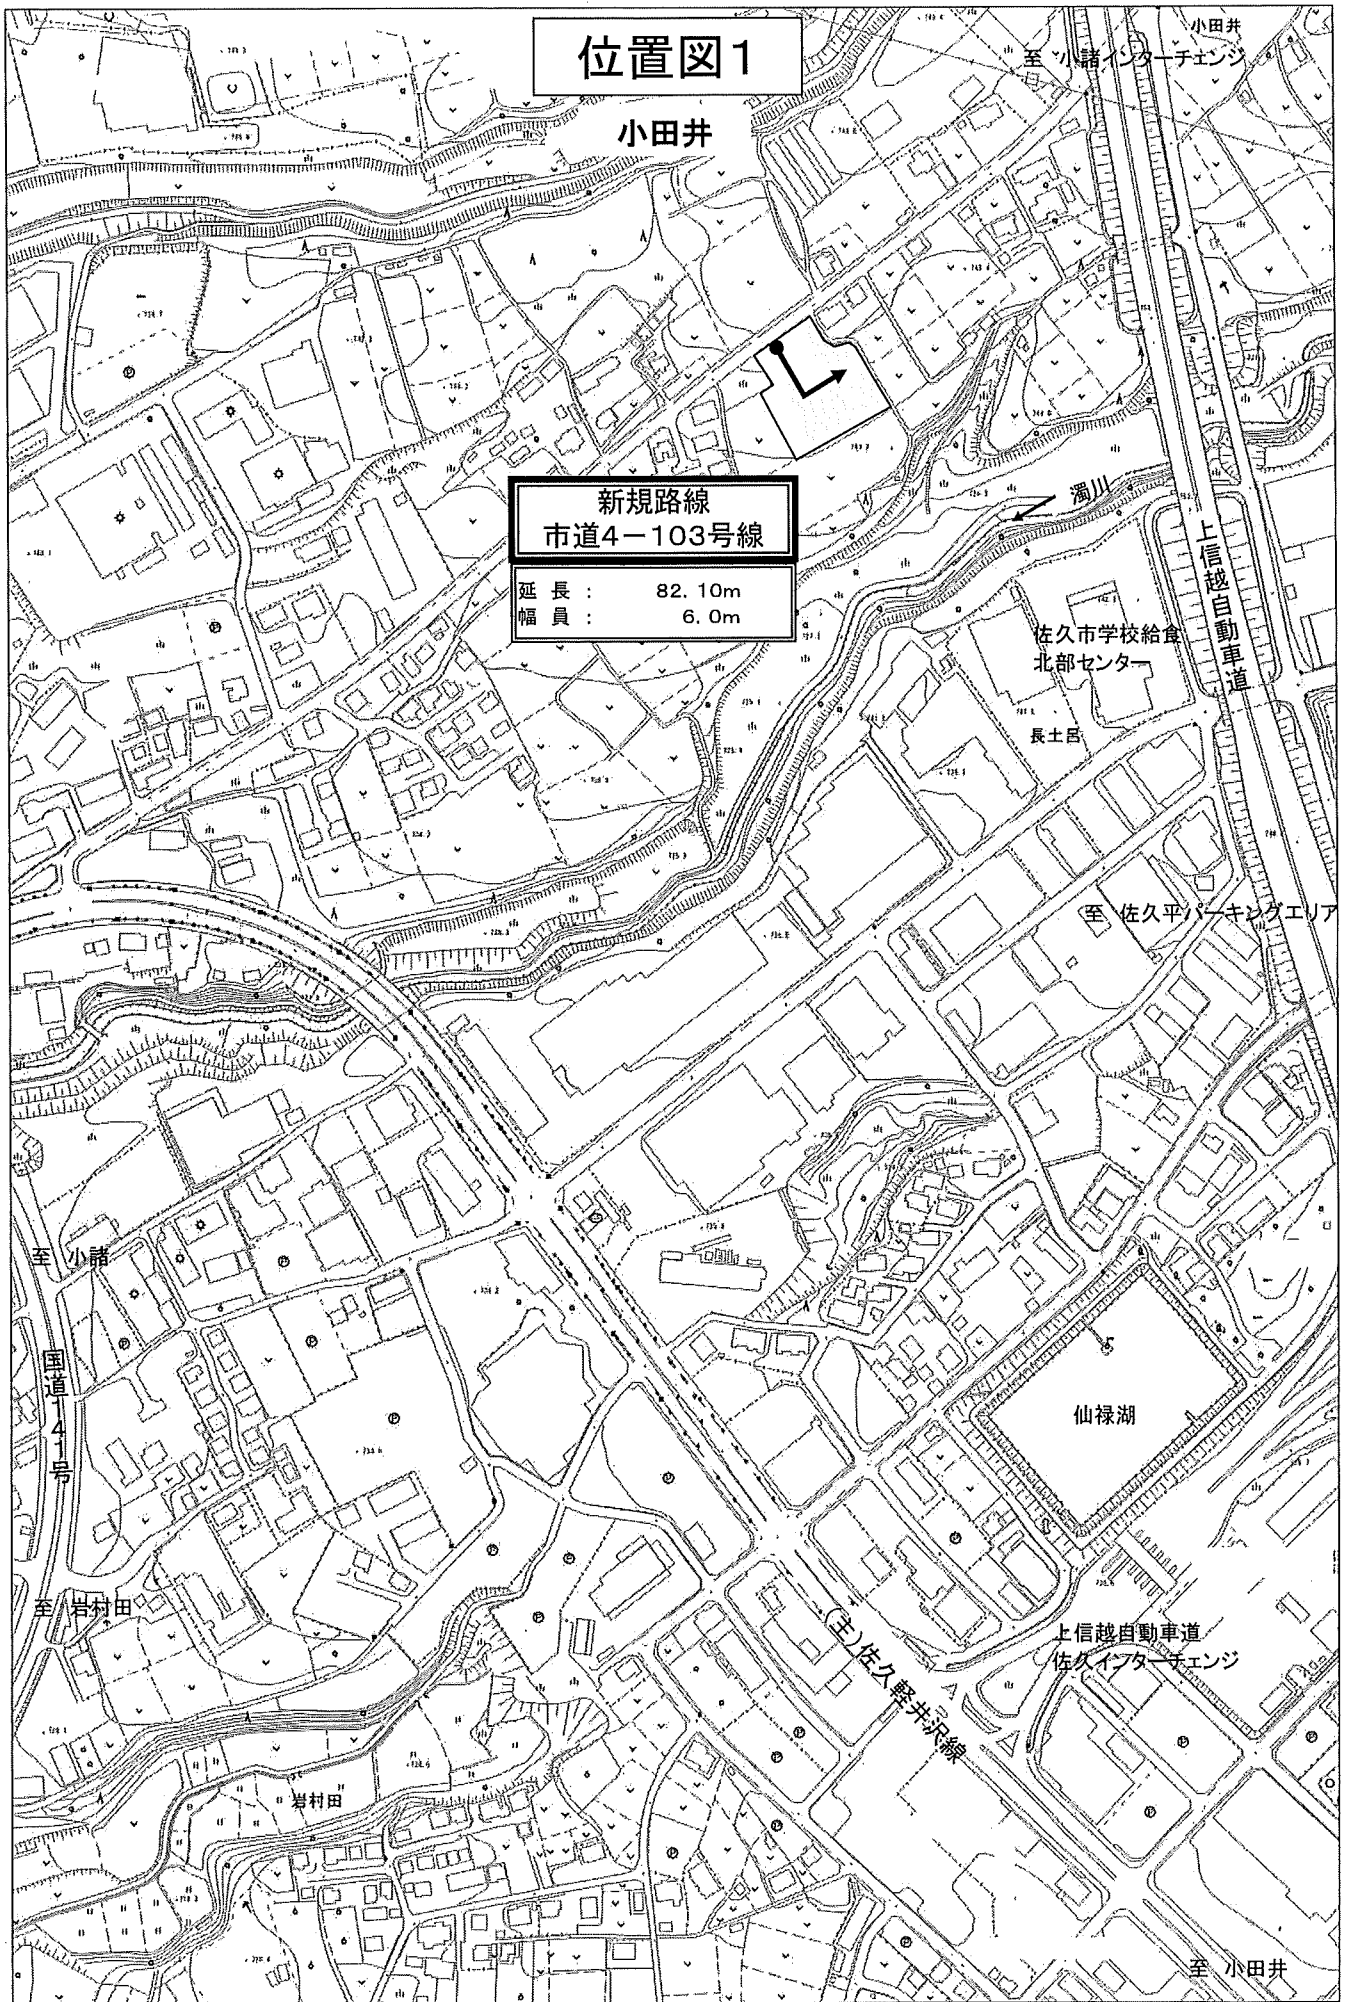 位置図1
小田井
小田井
至 小諸インターチェンジ
新規路線
市道4－103号線
延長： 82.10m
幅員： 6.0m
濁川
上信越自動車道
佐久市学校給食
北部センター
長土呂
至 佐久平パーキングエリア
至 小諸
国道141号
仙禄湖
至 岩村田
(主)佐久軽井沢線
上信越自動車道
佐久インターチェンジ
岩村田
至 小田井